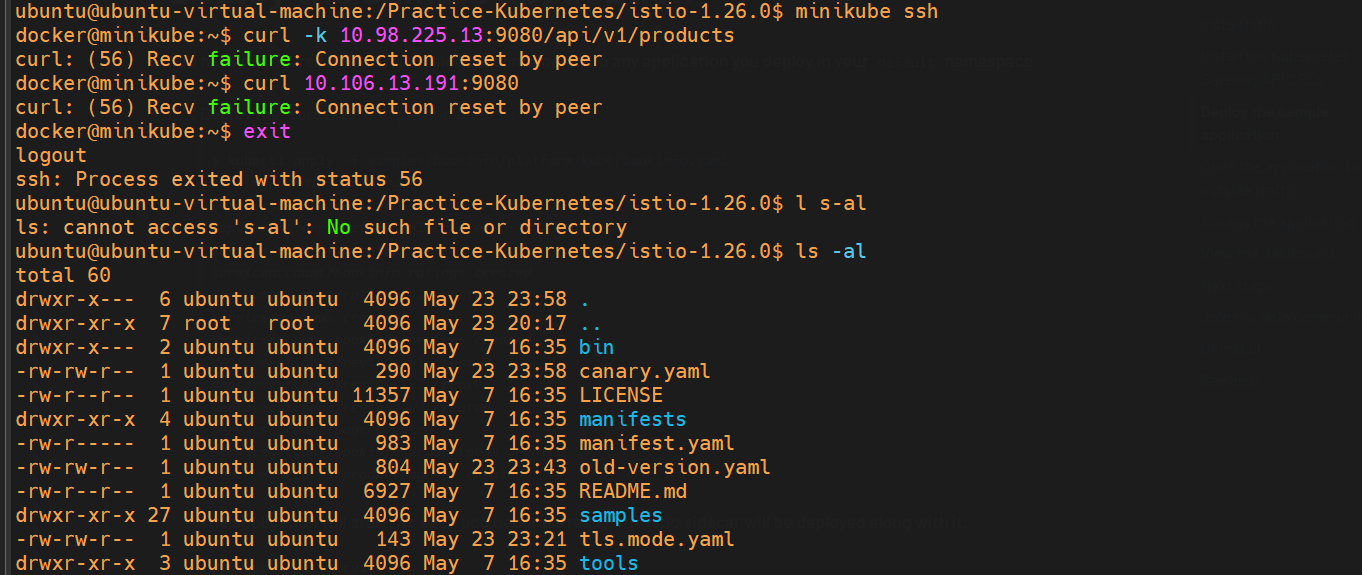 ubuntu@ubuntu-virtual-machine:/Practice-Kubernetes/istio-1.26.0$ minikube ssh
docker@minikube:~$ curl -k 10.98.225.13:9080/api/v1/products
curl: (56) Recv failure: Connection reset by peer
docker@minikube:~$ curl 10.106.13.191:9080
curl: (56) Recv failure: Connection reset by peer
docker@minikube:~$ exit
logout
ssh: Process exited with status 56
ubuntu@ubuntu-virtual-machine:/Practice-Kubernetes/istio-1.26.0$ l s-al
ls: cannot access 's-al': No such file or directory
ubuntu@ubuntu-virtual-machine:/Practice-Kubernetes/istio-1.26.0$ ls -al
total 60
drwxr-x---  6 ubuntu ubuntu  4096 May 23 23:58 .
drwxr-xr-x  7 root   root    4096 May 23 20:17 ..
drwxr-x---  2 ubuntu ubuntu  4096 May  7 16:35 bin
-rw-rw-r--  1 ubuntu ubuntu   290 May 23 23:58 canary.yaml
-rw-r--r--  1 ubuntu ubuntu 11357 May  7 16:35 LICENSE
drwxr-xr-x  4 ubuntu ubuntu  4096 May  7 16:35 manifests
-rw-r-----  1 ubuntu ubuntu   983 May  7 16:35 manifest.yaml
-rw-rw-r--  1 ubuntu ubuntu   804 May 23 23:43 old-version.yaml
-rw-r--r--  1 ubuntu ubuntu  6927 May  7 16:35 README.md
drwxr-xr-x 27 ubuntu ubuntu  4096 May  7 16:35 samples
-rw-rw-r--  1 ubuntu ubuntu   143 May 23 23:21 tls.mode.yaml
drwxr-xr-x  3 ubuntu ubuntu  4096 May  7 16:35 tools